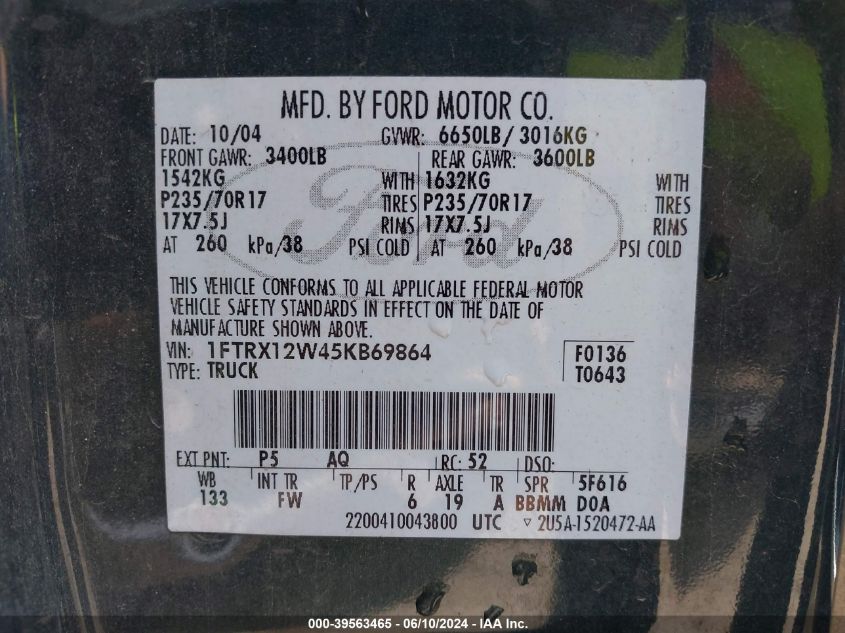 MFD. BY FORD MOTOR CO.
DATE: 10/04 GVWR: 6650LB/ 3016KG
FRONT GAWR: 3400LB REAR GAWR: 3600LB
1542KG WITH 1632KG WITH
P235/70R17 TIRES P235/70R17 TIRES
17X7.5J RIMS 17X7.5J RIMS
AT 260 kPa/38 PSI COLD AT 260 kPa/38 PSI COLD
Ford
THIS VEHICLE CONFORMS TO ALL APPLICABLE FEDERAL MOTOR
VEHICLE SAFETY STANDARDS IN EFFECT ON THE DATE OF
MANUFACTURE SHOWN ABOVE.
VIN: 1FTRX12W45KB69864 F0136
TYPE: TRUCK T0643
EXT PNT: P5 AQ RC: 52 DSO:
WB INT TR TP/PS R AXLE TR SPR 5F616
133 FW 6 19 A BBMM DOA
2200410043800 UTC ▽ 2U5A-1520472-AA
000-39563465 - 06/10/2024 - IAA Inc.